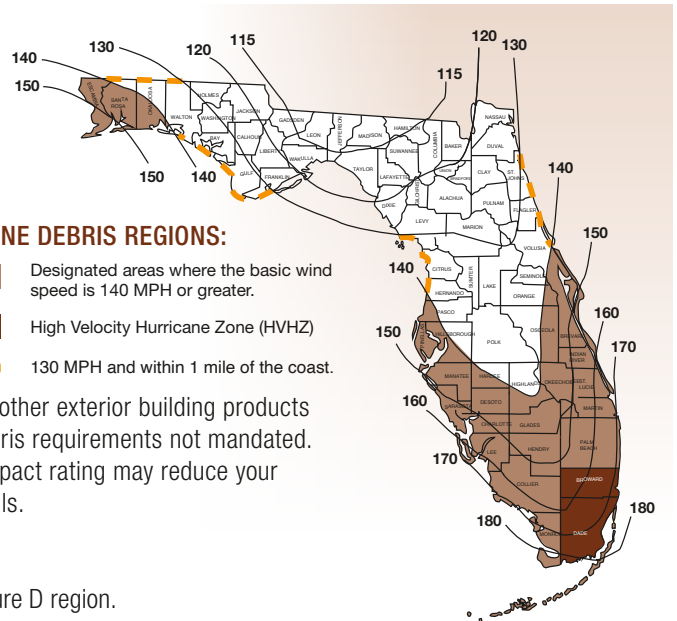 140
130
120
115
120
130
115
150
150
140
140
150
140
150
160
170
160
170
180
180
ESCAMBIA
SANTA
ROSA
OKALOOSA
WALTON
HOLMES
WASHINGTON
JACKSON
BAY
CALHOUN
GULF
LIBERTY
GADSDEN
LEON
WAKULLA
FRANKLIN
JEFFERSON
MADISON
TAYLOR
HAMILTON
SUWANNEE
LAFAYETTE
DIXIE
COLUMBIA
GILCHRIST
BAKER
UNION
BRADFORD
NASSAU
DUVAL
CLAY
ST.
JOHNS
ALACHUA
PUTNAM
FLAGLER
LEVY
MARION
VOLUSIA
CITRUS
SUMTER
LAKE
SEMINOLE
HERNANDO
ORANGE
PASCO
PINELLAS
HILLSBOROUGH
POLK
OSCEOLA
BREVARD
INDIAN
RIVER
MANATEE
HARDEE
HIGHLANDS
OKEECHOBEE
ST.
LUCIE
SARASOTA
DESOTO
MARTIN
CHARLOTTE
GLADES
LEE
HENDRY
PALM
BEACH
COLLIER
BROWARD
MONROE
DADE
NE DEBRIS REGIONS:
Designated areas where the basic wind
speed is 140 MPH or greater.
High Velocity Hurricane Zone (HVHZ)
130 MPH and within 1 mile of the coast.
other exterior building products
ris requirements not mandated.
pact rating may reduce your
ls.
ure D region.